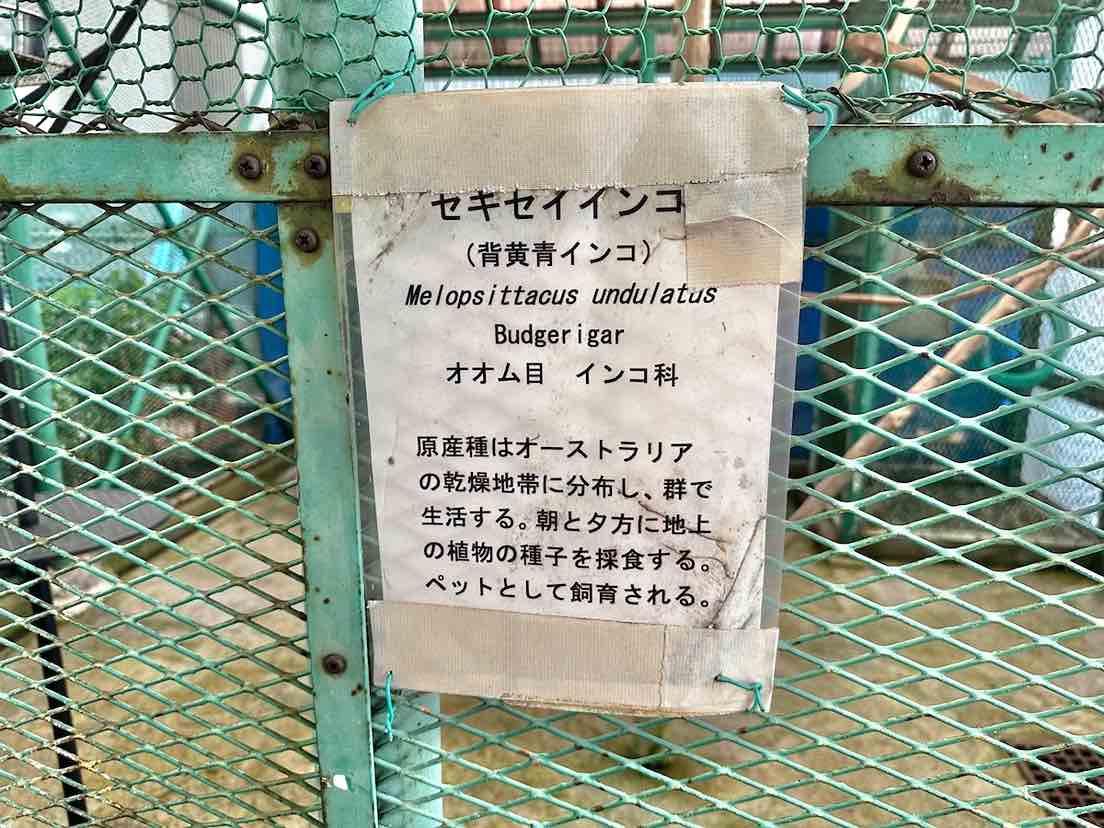 セキセイインコ
（背黄青インコ）
Melopsittacus undulatus
Budgerigar
オオム目　インコ科
原産種はオーストラリア
の乾燥地帯に分布し、群で
生活する。朝と夕方に地上
の植物の種子を採食する。
ペットとして飼育される。